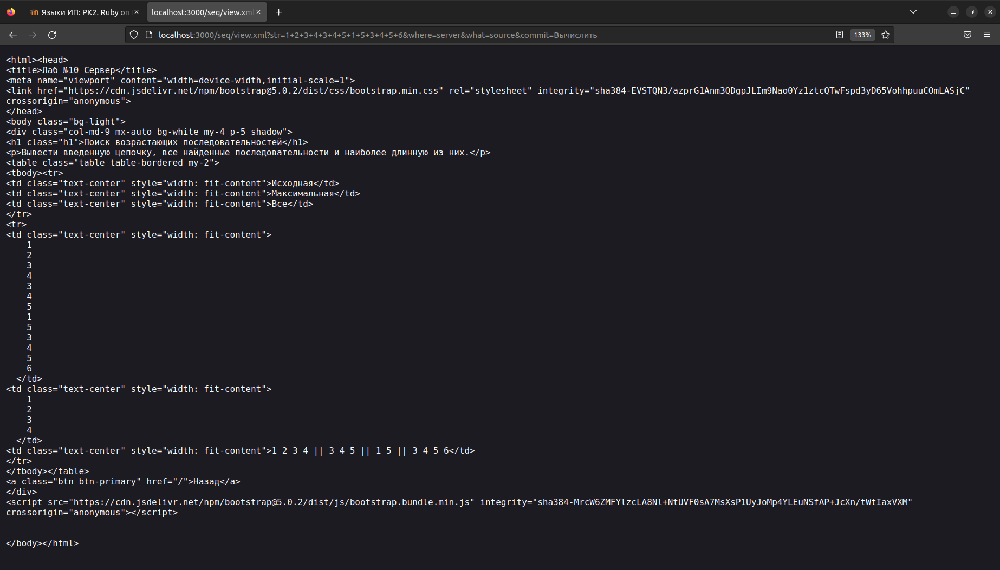 Языки ИП: РК2. Ruby on
localhost:3000/seq/view.xml
localhost:3000/seq/view.xml?str=1+2+3+4+3+4+5+1+5+3+4+5+6&where=server&what=source&commit=Вычислить
133%
<html><head>
<title>Лаб №10 Сервер</title>
<meta name="viewport" content="width=device-width,initial-scale=1">
<link href="https://cdn.jsdelivr.net/npm/bootstrap@5.0.2/dist/css/bootstrap.min.css" rel="stylesheet" integrity="sha384-EVSTQN3/azprG1Anm3QDgpJLIm9Nao0Yz1ztcQTwFspd3yD65VohhpuuCOmLASjC"
crossorigin="anonymous">
</head>
<body class="bg-light">
<div class="col-md-9 mx-auto bg-white my-4 p-5 shadow">
<h1 class="h1">Поиск возрастающих последовательностей</h1>
<p>Вывести введенную цепочку, все найденные последовательности и наиболее длинную из них.</p>
<table class="table table-bordered my-2">
<tbody><tr>
<td class="text-center" style="width: fit-content">Исходная</td>
<td class="text-center" style="width: fit-content">Максимальная</td>
<td class="text-center" style="width: fit-content">Все</td>
</tr>
<tr>
<td class="text-center" style="width: fit-content">
1
2
3
4
3
4
5
1
5
3
4
5
6
</td>
<td class="text-center" style="width: fit-content">
1
2
3
4
</td>
<td class="text-center" style="width: fit-content">1 2 3 4 || 3 4 5 || 1 5 || 3 4 5 6</td>
</tr>
</tbody></table>
<a class="btn btn-primary" href="/">Назад</a>
</div>
<script src="https://cdn.jsdelivr.net/npm/bootstrap@5.0.2/dist/js/bootstrap.bundle.min.js" integrity="sha384-MrcW6ZMFYlzcLA8Nl+NtUVF0sA7MsXsP1UyJoMp4YLEuNSfAP+JcXn/tWtIaxVXM"
crossorigin="anonymous"></script>
</body></html>